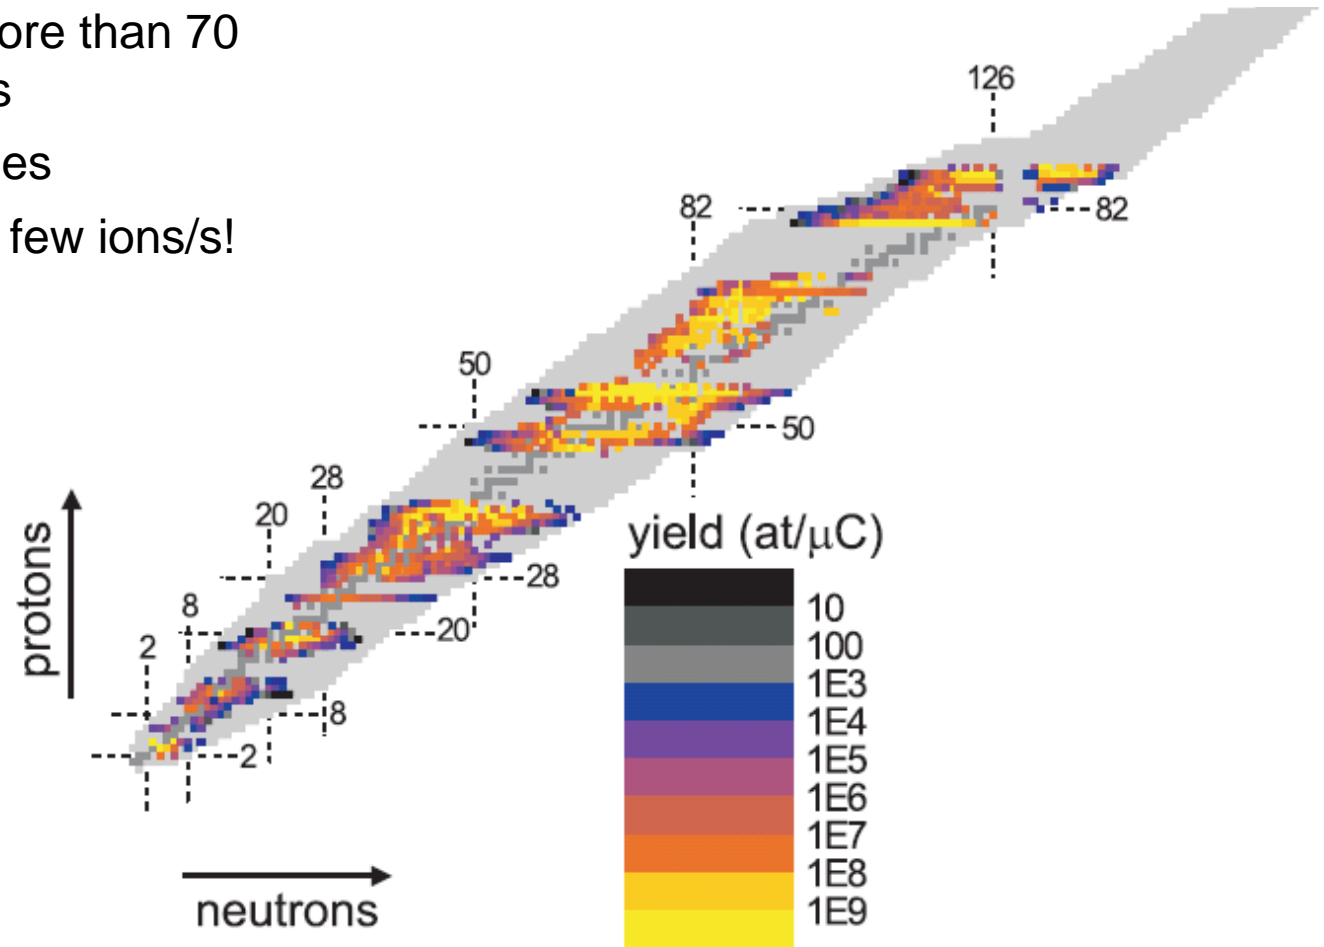 ore than 70
s
es
few ions/s!
126
82
82
50
50
28
20
28
8
20
2
8
2
protons
neutrons
yield (at/μC)
10
100
1E3
1E4
1E5
1E6
1E7
1E8
1E9